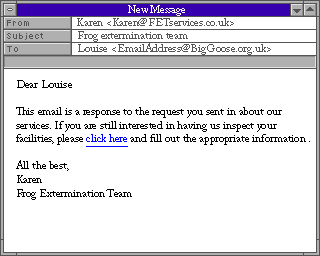 New Message
From Karen <Karen@FETservices.co.uk>
Subject Frog extermination team
To Louise <EmailAddress@BigGoose.org.uk>
Dear Louise
This email is a response to the request you sent in about our
services. If you are still interested in having us inspect your
facilities, please click here and fill out the appropriate information .
All the best,
Karen
Frog Extermination Team